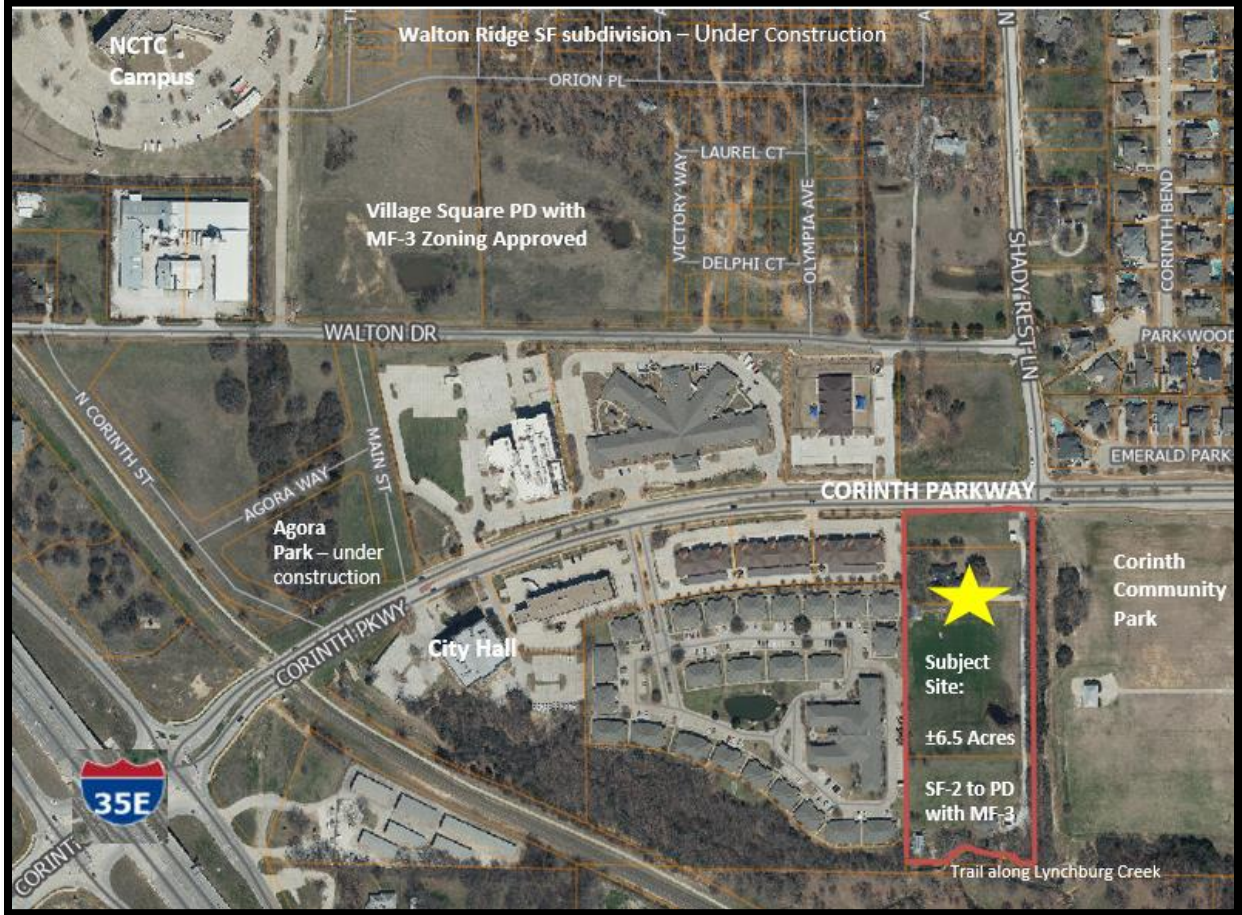 NCTC
Campus
Walton Ridge SF subdivision – Under Construction
N
ORION PL
LAUREL CT
VICTORY WAY
OLYMPIA AVE
DELPHI CT
Village Square PD with
MF-3 Zoning Approved
SHADY REST LN
CORINTH BEND
WALTON DR
PARK WOOD
N CORINTH ST
MAIN ST
AGORA WAY
EMERALD PARK
CORINTH PARKWAY
Agora
Park – under
construction
Corinth
Community
Park
CORINTH PKWY
City Hall
Subject
Site:
±6.5 Acres
SF-2 to PD
with MF-3
35E
CORINTH
Trail along Lynchburg Creek